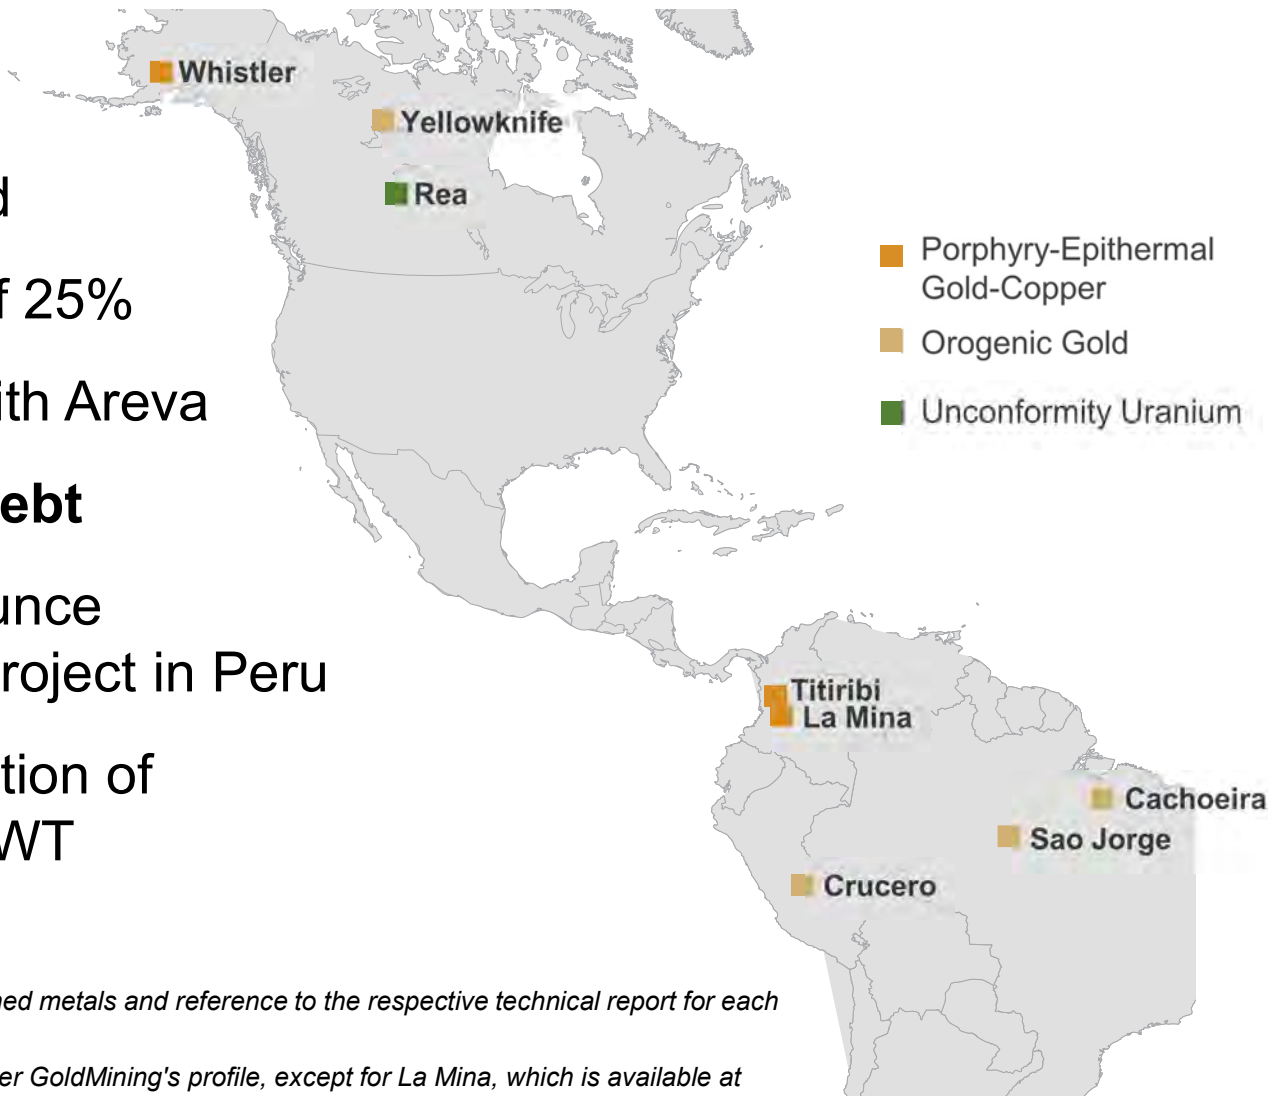 Whistler
Yellowknife
Rea
d
f 25%
ith Areva
ebt
unce
roject in Peru
tion of
WT
Porphyry-Epithermal
Gold-Copper
Orogenic Gold
Unconformity Uranium
Titiribi
La Mina
Cachoeira
Sao Jorge
Crucero
ned metals and reference to the respective technical report for each
er GoldMining's profile, except for La Mina, which is available at